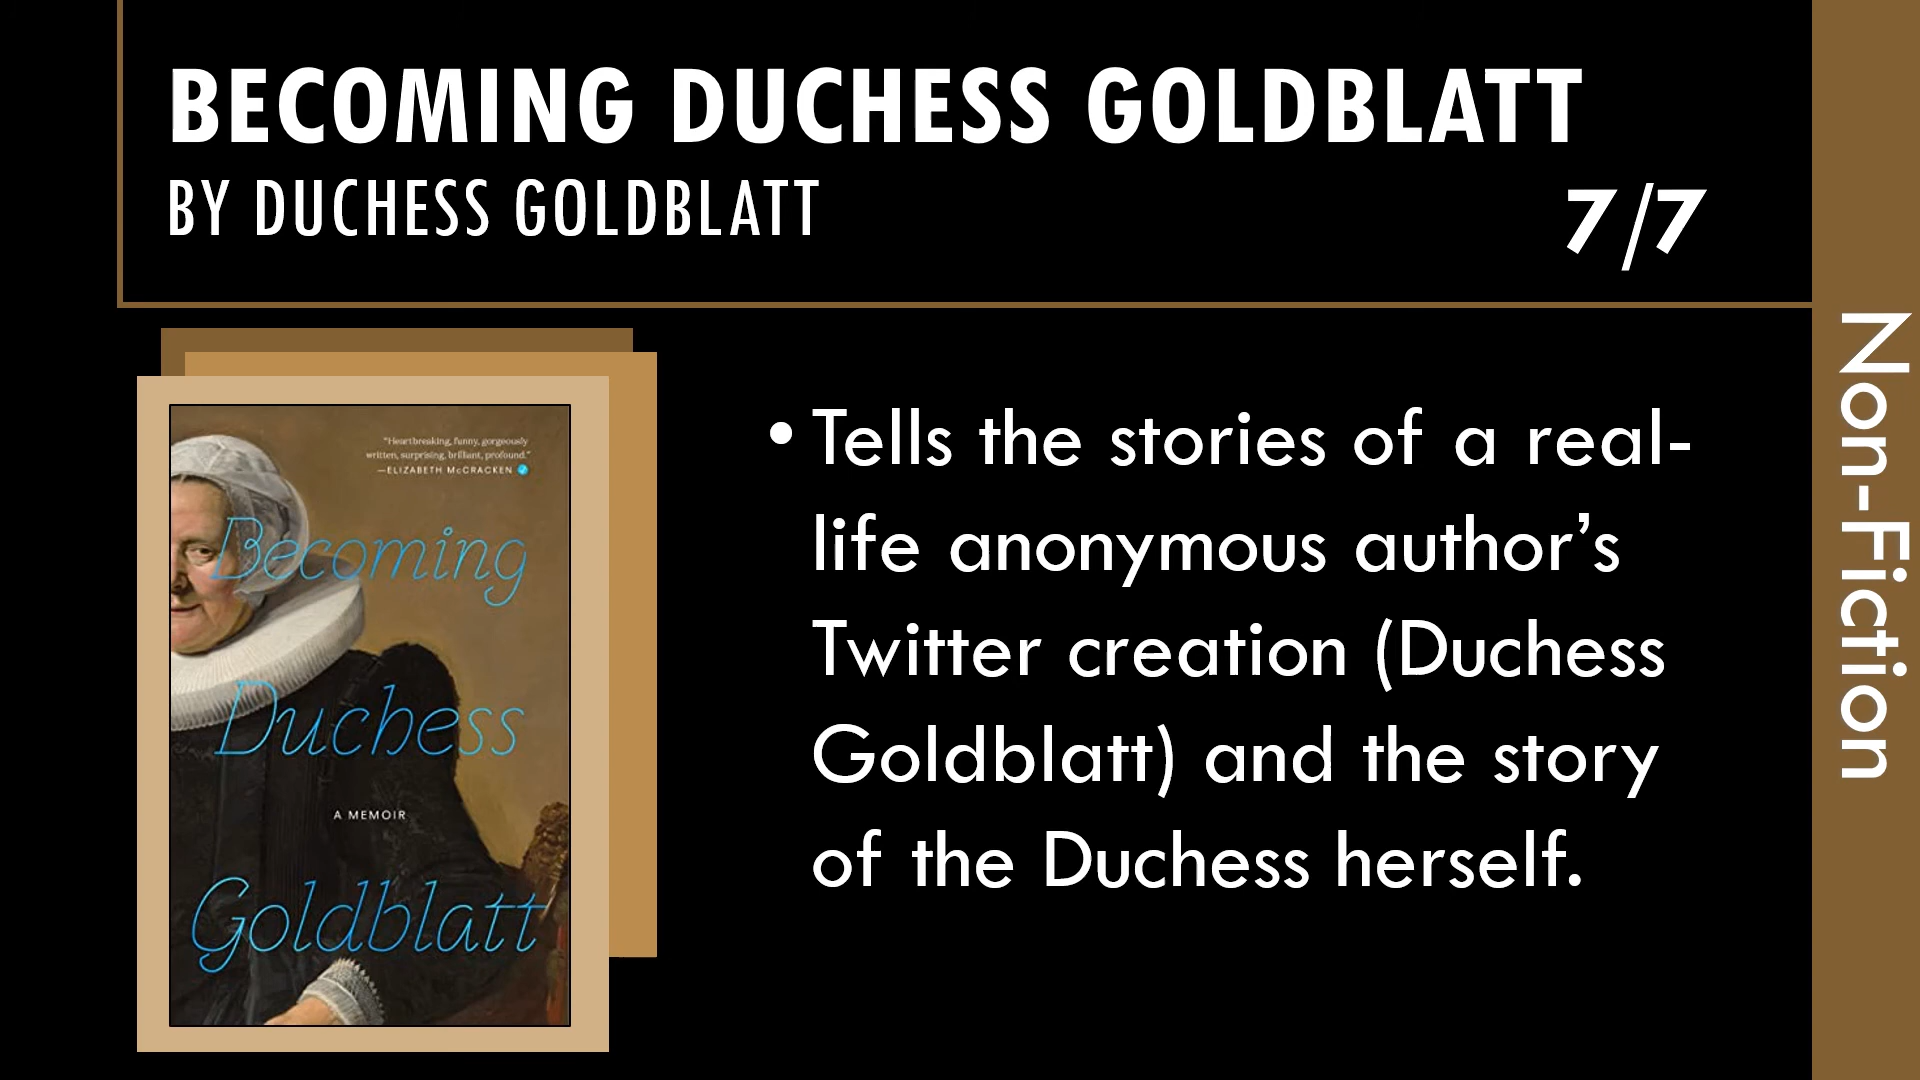 BECOMING DUCHESS GOLDBLATT
BY DUCHESS GOLDBLATT
7/7
"Heartbreaking, funny, gorgeously
written, surprising, brilliant, profound."
—ELIZABETH McCRACKEN
Becoming
Duchess
A MEMOIR
Goldblatt
• Tells the stories of a real-
life anonymous author’s
Twitter creation (Duchess
Goldblatt) and the story
of the Duchess herself.
Non-Fiction